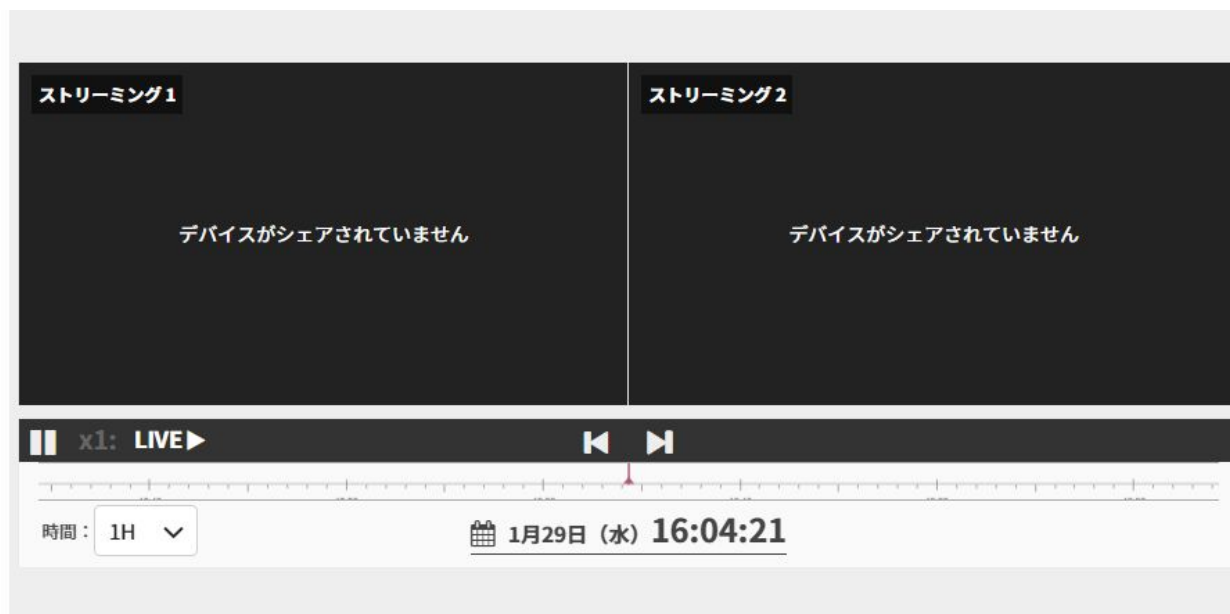 ストリーミング1
ストリーミング2
デバイスがシェアされていません
デバイスがシェアされていません
x1:
LIVE
時間：
1H
1月29日（水）16:04:21